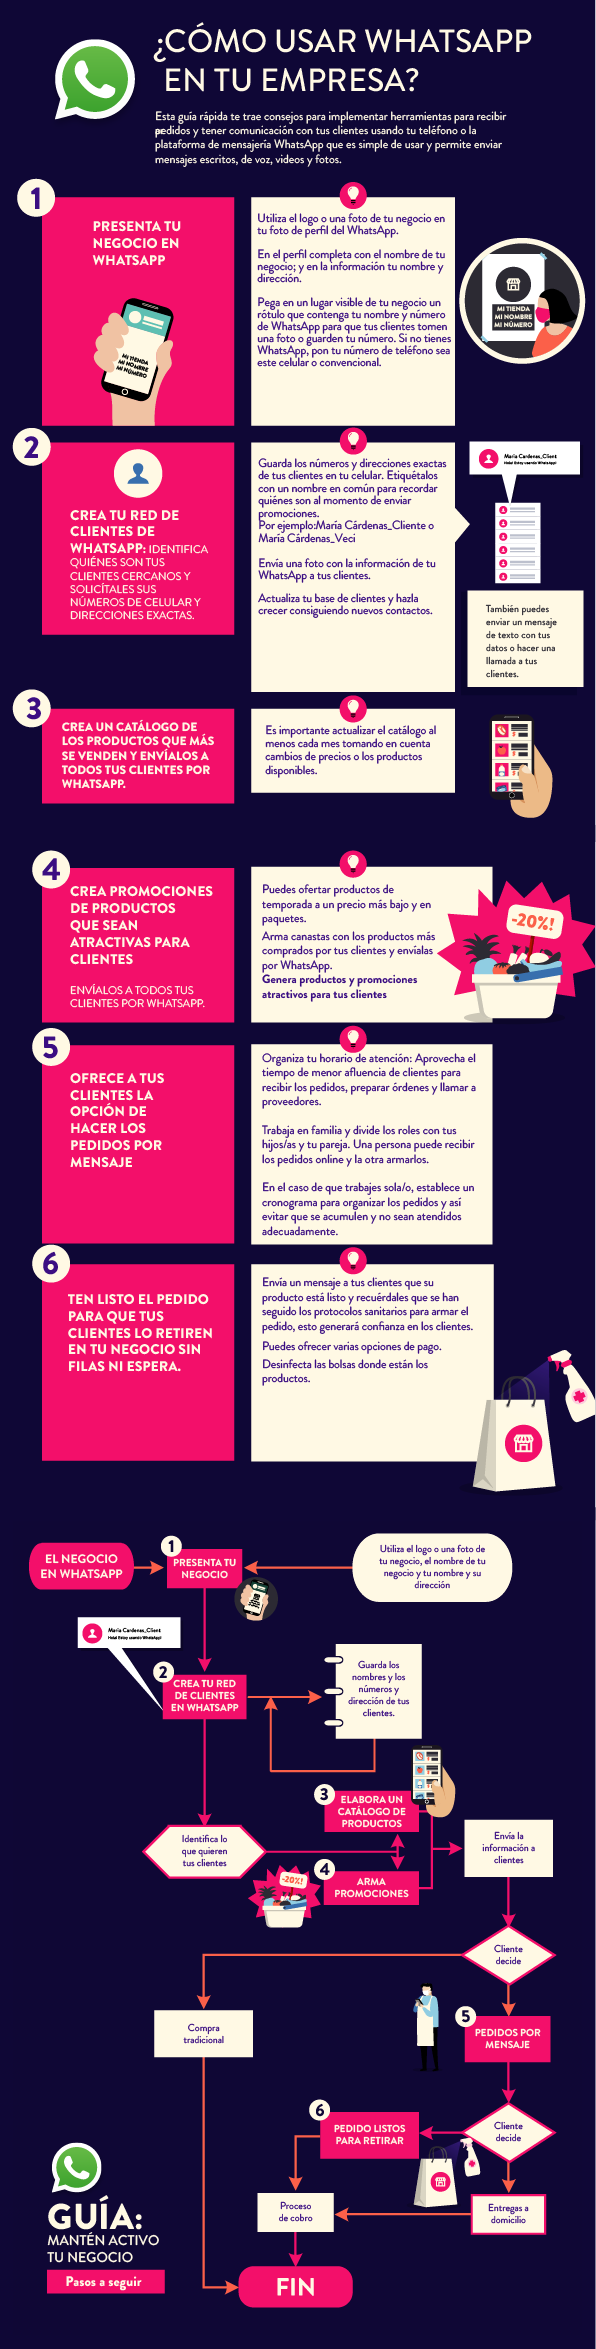 ¿CÓMO USAR WHATSAPP
EN TU EMPRESA?
Esta guía rápida te trae consejos para implementar herramientas para recibir
pedidos y tener comunicación con tus clientes usando tu teléfono o la
plataforma de mensajería WhatsApp que es simple de usar y permite enviar
mensajes escritos, de voz, videos y fotos.
1
PRESENTA TU
NEGOCIO EN
WHATSAPP
MI TIENDA
MI NOMBRE
MI NÚMERO
Utiliza el logo o una foto de tu negocio en
tu foto de perfil del WhatsApp.
En el perfil completa con el nombre de tu
negocio; y en la información tu nombre y
dirección.
Pega en un lugar visible de tu negocio un
rótulo que contenga tu nombre y número
de WhatsApp para que tus clientes tomen
una foto o guarden tu número. Si no tienes
WhatsApp, pon tu número de teléfono sea
este celular o convencional.
MI TIENDA
MI NOMBRE
MI NÚMERO
2
CREA TU RED DE
CLIENTES DE
WHATSAPP: IDENTIFICA
QUIÉNES SON TUS
CLIENTES CERCANOS Y
SOLICÍTALES SUS
NÚMEROS DE CELULAR Y
DIRECCIONES EXACTAS.
Guarda los números y direcciones exactas
de tus clientes en tu celular. Etiquétalos
con un nombre en común para recordar
quiénes son al momento de enviar
promociones.
Por ejemplo:María Cárdenas_Cliente o
María Cárdenas_Veci
Envía una foto con la información de tu
WhatsApp a tus clientes.
Actualiza tu base de clientes y hazla
crecer consiguiendo nuevos contactos.
María Cardenas_Client
Hola! Estoy usando WhatsApp!
También puedes
enviar un mensaje
de texto con tus
datos o hacer una
llamada a tus
clientes.
3
CREA UN CATÁLOGO DE
LOS PRODUCTOS QUE MÁS
SE VENDEN Y ENVÍALOS A
TODOS TUS CLIENTES POR
WHATSAPP.
Es importante actualizar el catálogo al
menos cada mes tomando en cuenta
cambios de precios o los productos
disponibles.
4
CREA PROMOCIONES
DE PRODUCTOS
QUE SEAN
ATRACTIVAS PARA
CLIENTES
ENVÍALOS A TODOS TUS
CLIENTES POR WHATSAPP.
Puedes ofertar productos de
temporada a un precio más bajo y en
paquetes.
Arma canastas con los productos más
comprados por tus clientes y envíalas
por WhatsApp.
Genera productos y promociones
atractivos para tus clientes
-20%!
5
OFRECE A TUS
CLIENTES LA
OPCIÓN DE
HACER LOS
PEDIDOS POR
MENSAJE
Organiza tu horario de atención: Aprovecha el
tiempo de menor afluencia de clientes para
recibir los pedidos, preparar órdenes y llamar a
proveedores.
Trabaja en familia y divide los roles con tus
hijos/as y tu pareja. Una persona puede recibir
los pedidos online y la otra armarlos.
En el caso de que trabajes sola/o, establece un
cronograma para organizar los pedidos y así
evitar que se acumulen y no sean atendidos
adecuadamente.
6
TEN LISTO EL PEDIDO
PARA QUE TUS
CLIENTES LO RETIREN
EN TU NEGOCIO SIN
FILAS NI ESPERA.
Envía un mensaje a tus clientes que su
producto está listo y recuérdales que se han
seguido los protocolos sanitarios para armar el
pedido, esto generará confianza en los clientes.
Puedes ofrecer varias opciones de pago.
Desinfecta las bolsas donde están los
productos.
EL NEGOCIO
EN WHATSAPP
1
PRESENTA TU
NEGOCIO
Utiliza el logo o una foto de
tu negocio, el nombre de tu
negocio y tu nombre y su
dirección
María Cardenas_Client
Hola! Estoy usando WhatsApp!
2
CREA TU RED
DE CLIENTES
EN WHATSAPP
Guarda los
nombres y los
números y
dirección de tus
clientes.
3
ELABORA UN
CATÁLOGO DE
PRODUCTOS
Identifica lo
que quieren
tus clientes
Envía la
información a
clientes
4
ARMA
PROMOCIONES
-20%!
Cliente
decide
Compra
tradicional
5
PEDIDOS POR
MENSAJE
6
PEDIDO LISTOS
PARA RETIRAR
Cliente
decide
Proceso
de cobro
Entregas a
domicilio
GUÍA:
MANTÉN ACTIVO
TU NEGOCIO
Pasos a seguir
FIN